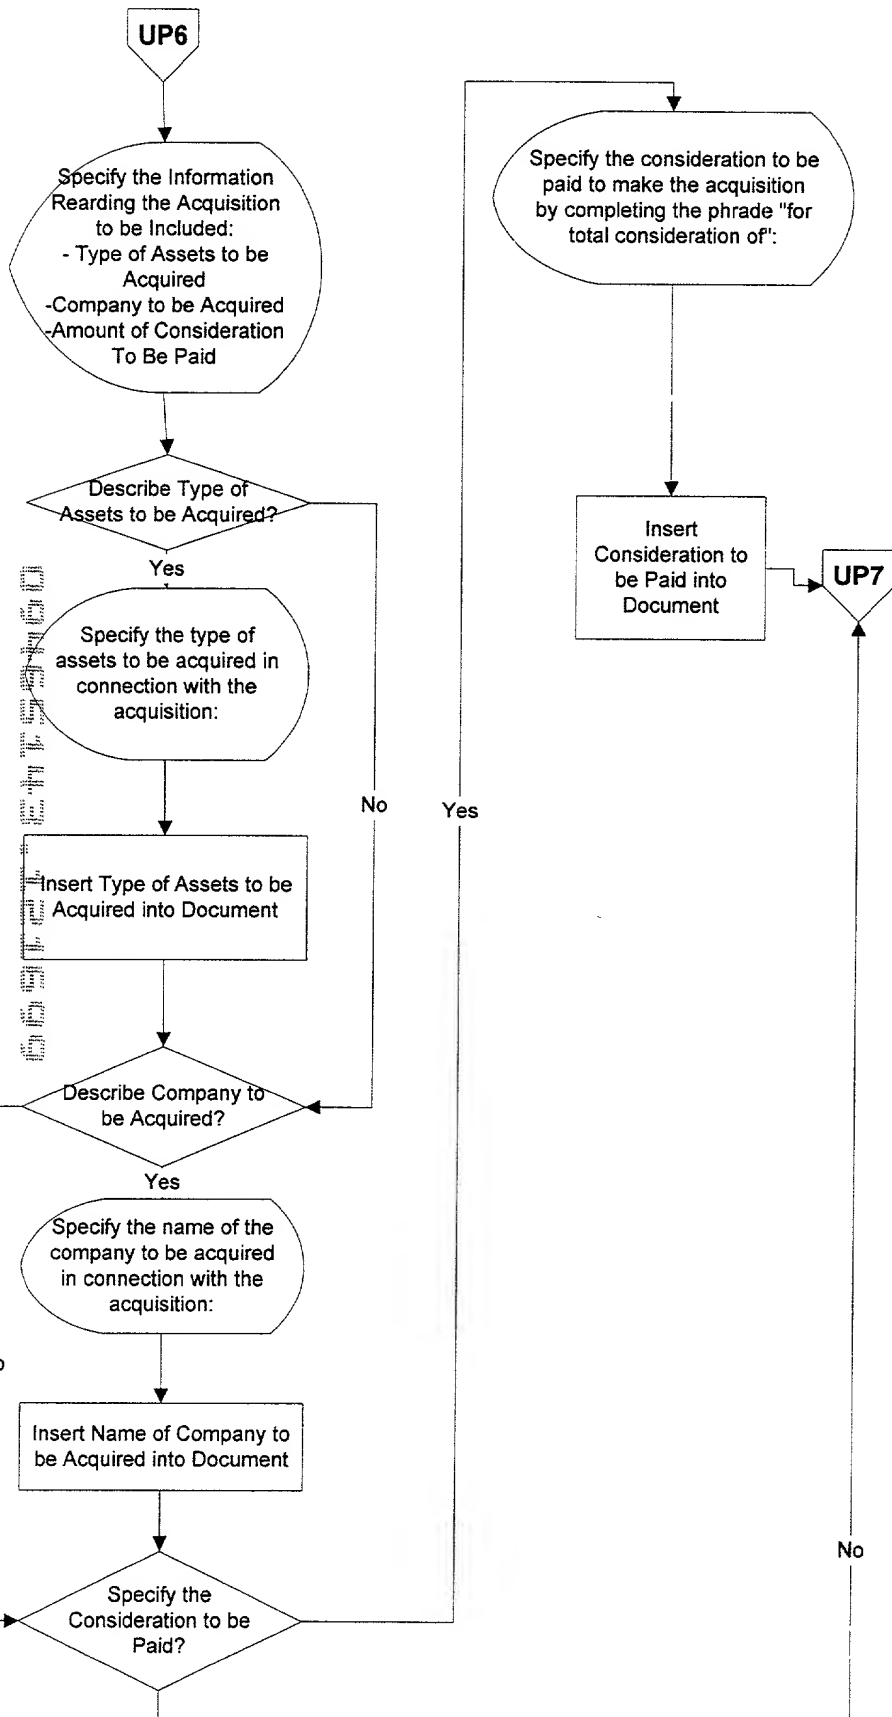 UP6
Specify the Information
Rearding the Acquisition
to be Included:
- Type of Assets to be
Acquired
-Company to be Acquired
-Amount of Consideration
To Be Paid
Describe Type of
Assets to be Acquired?
Yes
Specify the type of
assets to be acquired in
connection with the
acquisition:
No
Insert Type of Assets to be
Acquired into Document
Describe Company to
be Acquired?
Yes
Specify the name of the
company to be acquired
in connection with the
acquisition:
Insert Name of Company to
be Acquired into Document
Specify the
Consideration to be
Paid?
Yes
Specify the consideration to be
paid to make the acquisition
by completing the phrade "for
total consideration of":
Insert
Consideration to
be Paid into
Document
UP7
No